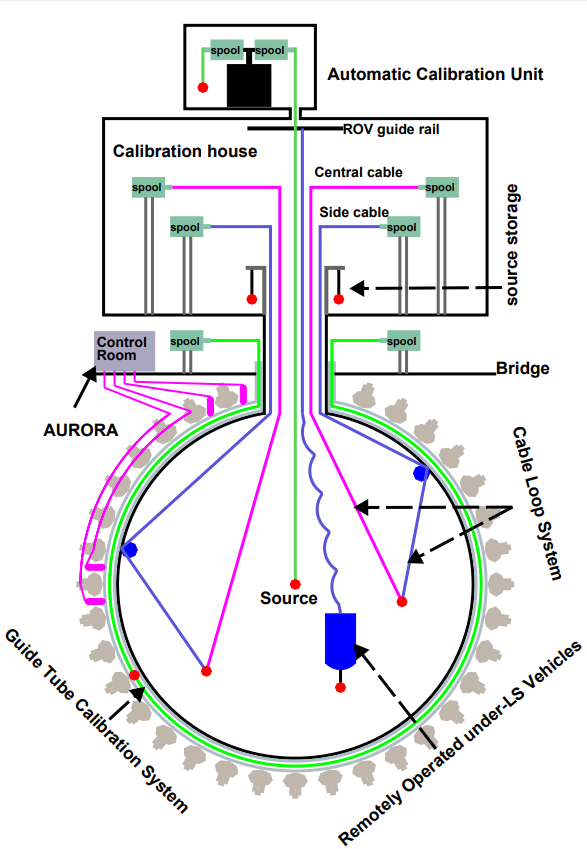 spool spool
Automatic Calibration Unit
ROV guide rail
Calibration house
Central cable
spool
spool
Side cable
spool
spool
source storage
Control
Room
spool
spool
Bridge
AURORA
Cable Loop System
Source
Guide Tube Calibration System
Remotely Operated under-LS Vehicles